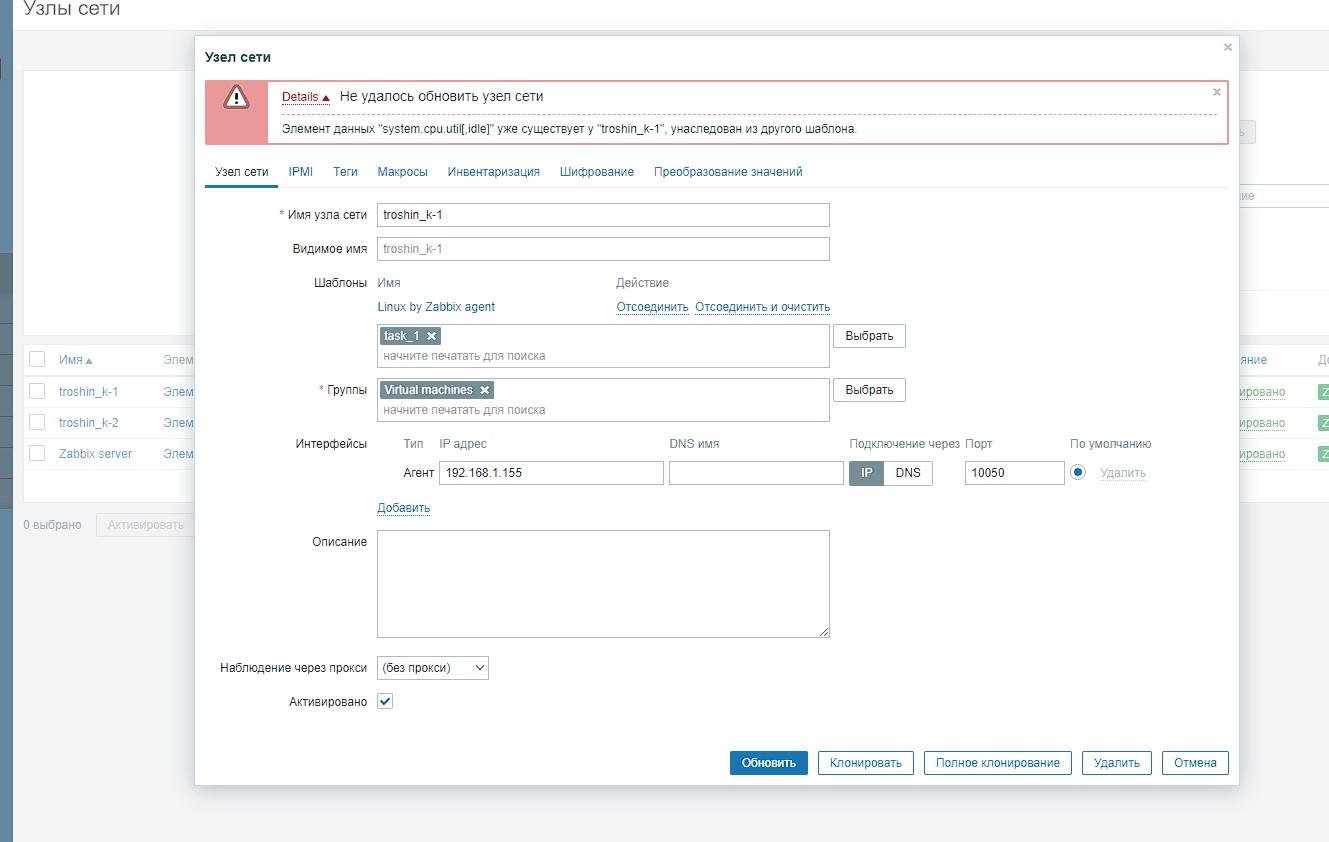 Узлы сети
Узел сети
Details Не удалось обновить узел сети
Элемент данных "system.cpu.util[,idle]" уже существует у "troshin_k-1", унаследован из другого шаблона.
Узел сети IPMI Теги Макросы Инвентаризация Шифрование Преобразование значений
* Имя узла сети troshin_k-1
Видимое имя troshin_k-1
Шаблоны Имя Действие
Linux by Zabbix agent Отсоединить Отсоединить и очистить
task_1 Выбрать
начните печатать для поиска
* Группы Virtual machines Выбрать
начните печатать для поиска
Интерфейсы Тип IP адрес DNS имя Подключение через Порт По умолчанию
Агент 192.168.1.155 IP DNS 10050 Удалить
Добавить
Описание
Наблюдение через прокси (без прокси)
Активировано
Обновить Клонировать Полное клонирование Удалить Отмена
Имя Элем
troshin_k-1 Элем
troshin_k-2 Элем
Zabbix server Элем
0 выбрано Активировать
ь
ние
яние До
ировано Z
ировано Z
ировано Z